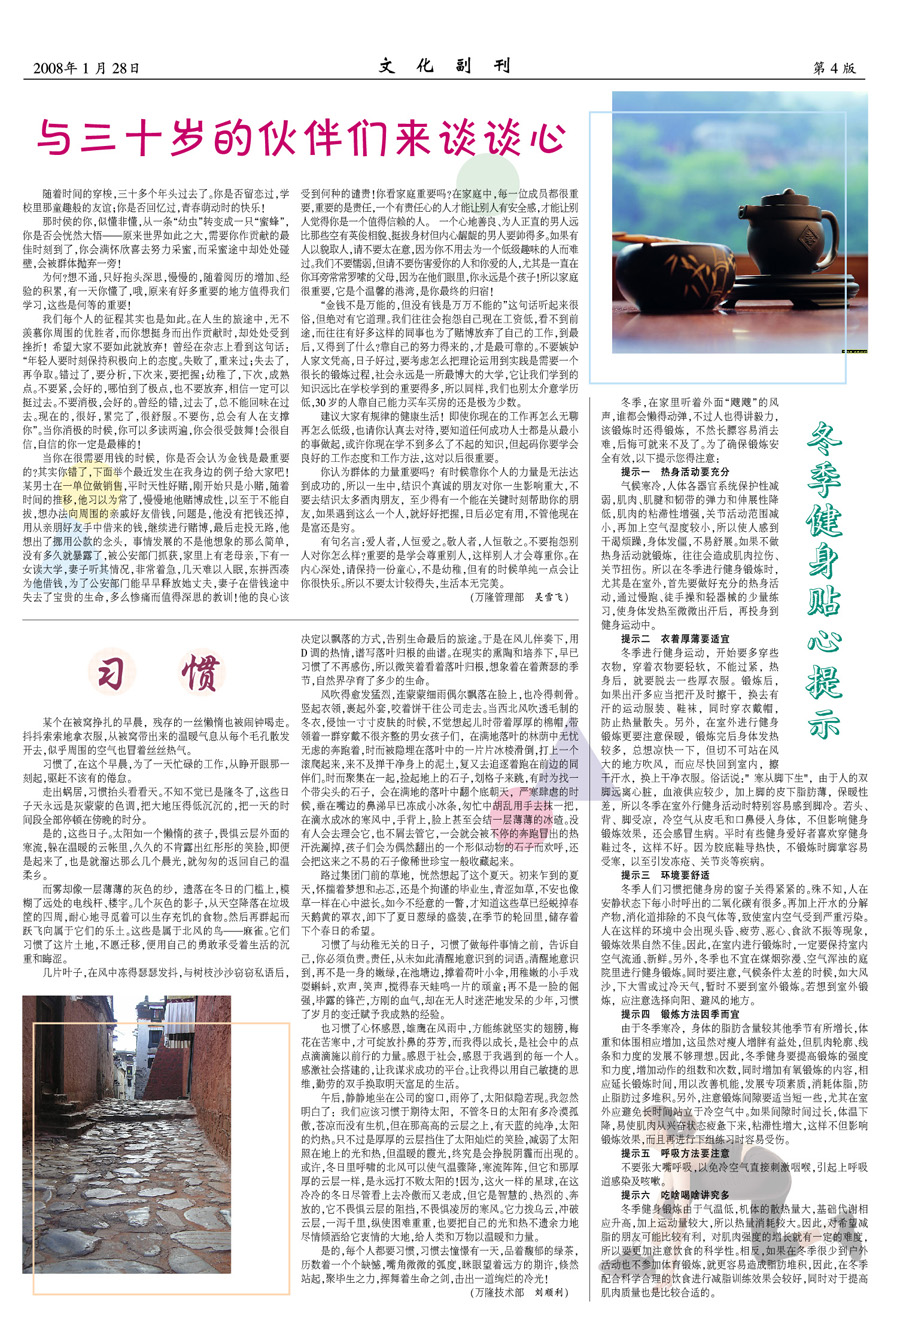 2008年 1 月 28 日
文 化 副 刊
第 4 版
与三十岁的伙伴们来谈谈心
随着时间的穿梭,三十多个年头过去了。你是否留恋过,学
校里那童趣般的友谊;你是否回忆过,青春萌动时的快乐!
那时侯的你,似懂非懂,从一条“幼虫”转变成一只“蜜蜂”,
你是否会恍然大悟——原来世界如此之大,需要你作贡献的最
佳时刻到了,你会满怀欣喜去努力采蜜,而采蜜途中却处处碰
壁,会被群体抛弃一旁!
为何?想不通,只好抱头深思,慢慢的,随着阅历的增加、经
验的积累,有一天你懂了,哦,原来有好多重要的地方值得我们
学习,这些是何等的重要!
我们每个人的征程其实也是如此。在人生的旅途中,无不
羡慕你周围的优胜者,而你想挺身而出作贡献时,却处处受到
挫折!希望大家不要如此就放弃!曾经在杂志上看到这句话:
“年轻人要时刻保持积极向上的态度。失败了,重来过;失去了,
再争取。错过了,要分析,下次来,要把握;幼稚了,下次,成熟
点。不要紧,会好的,哪怕到了极点,也不要放弃,相信一定可以
挺过去。不要消极,会好的。曾经的错,过去了,总不能回味在过
去。现在的,很好,累完了,很舒服。不要伤,总会有人在支撑
你”。当你消极的时候,你可以多读两遍,你会很受鼓舞!会很自
信,自信的你一定是最棒的!
当你在很需要用钱的时候，你是否会认为金钱是最重要
的?其实你错了,下面举个最近发生在我身边的例子给大家吧!
某男士在一单位做销售,平时天性好赌,刚开始只是小赌,随着
时间的推移,他习以为常了,慢慢地他赌博成性,以至于不能自
拔,想办法向周围的亲戚好友借钱,问题是,他没有把钱还掉,
用从亲朋好友手中借来的钱,继续进行赌博,最后走投无路,他
想出了挪用公款的念头，事情发展的不是他想象的那么简单,
没有多久就暴露了,被公安部门抓获,家里上有老母亲,下有一
女读大学,妻子听其情况,非常着急,几天难以入眠,东拼西凑
为他借钱,为了公安部门能早早释放她丈夫,妻子在借钱途中
失去了宝贵的生命,多么惨痛而值得深思的教训!他的良心该
受到何种的谴责!你看家庭重要吗?在家庭中,每一位成员都很重
要,重要的是责任,一个有责任心的人才能让别人有安全感,才能让别
人觉得你是一个值得信赖的人。 一个心地善良、为人正直的男人远
比那些空有英俊相貌、挺拔身材但内心龌龊的男人要帅得多。如果有
人以貌取人,请不要太在意,因为你不用去为一个低级趣味的人而难
过。我们不要懦弱,但请不要伤害爱你的人和你爱的人,尤其是一直在
你耳旁常常罗嗦的父母,因为在他们眼里,你永远是个孩子!所以家庭
很重要,它是个温馨的港湾,是你最终的归宿!
“金钱不是万能的,但没有钱是万万不能的”这句话听起来很
俗,但绝对有它道理。我们往往会抱怨自己现在工资低,看不到前
途,而往往有好多这样的同事也为了赌博放弃了自己的工作,到最
后,又得到了什么?靠自己的努力得来的,才是最可靠的。不要嫉妒
人家文凭高,日子好过,要考虑怎么把理论运用到实践是需要一个
很长的锻炼过程,社会永远是一所最博大的大学,它让我们学到的
知识远比在学校学到的重要得多,所以同样,我们也别太介意学历
低,30 岁的人靠自己能力买车买房的还是极为少数。
建议大家有规律的健康生活！即使你现在的工作再怎么无聊
再怎么低级,也请你认真去对待,要知道任何成功人士都是从最小
的事做起,或许你现在学不到多么了不起的知识,但起码你要学会
良好的工作态度和工作方法,这对以后很重要。
你认为群体的力量重要吗？有时候靠你个人的力量是无法达
到成功的,所以一生中,结识个真诚的朋友对你一生影响重大,不
要去结识太多酒肉朋友，至少得有一个能在关键时刻帮助你的朋
友,如果遇到这么一个人,就好好把握,日后必定有用,不管他现在
是富还是穷。
有句名言:爱人者,人恒爱之。敬人者,人恒敬之。不要抱怨别
人对你怎么样?重要的是学会尊重别人,这样别人才会尊重你。在
内心深处,请保持一份童心,不是幼稚,但有的时候单纯一点会让
你很快乐。所以不要太计较得失,生活本无完美。
(万隆管理部　吴雪飞)
习　惯
某个在被窝挣扎的早晨，残存的一丝懒惰也被闹钟喝走。
抖抖索索地拿衣服,从被窝带出来的温暖气息从每个毛孔散发
开去,似乎周围的空气也冒着丝丝热气。
习惯了,在这个早晨,为了一天忙碌的工作,从睁开眼那一
刻起,驱赶不该有的倦怠。
走出蜗居,习惯抬头看看天。不知不觉已是隆冬了,这些日
子天永远是灰蒙蒙的色调,把大地压得低沉沉的,把一天的时
间段全部停顿在傍晚的时分。
是的,这些日子。太阳如一个懒惰的孩子,畏惧云层外面的
寒流,躲在温暖的云帐里,久久的不肯露出红彤彤的笑脸,即便
是起来了,也是就溜达那么几个晨光,就匆匆的返回自己的温
柔乡。
而雾却像一层薄薄的灰色的纱，遗落在冬日的门槛上,模
糊了远处的电线杆、楼宇。几个灰色的影子,从天空降落在垃圾
筐的四周,耐心地寻觅着可以生存充饥的食物。然后再群起而
跃飞向属于它们的乐土。这些是属于北风的鸟——麻雀。它们
习惯了这片土地,不愿迁移,便用自己的勇敢承受着生活的沉
重和晦涩。
几片叶子,在风中冻得瑟瑟发抖,与树枝沙沙窃窃私语后,
决定以飘落的方式,告别生命最后的旅途。于是在风儿伴奏下,用
D 调的热情,谱写落叶归根的曲谱。在现实的熏陶和培养下,早已
习惯了不再感伤,所以微笑着看着落叶归根,想象着在着萧瑟的季
节,自然界孕育了多少的生命。
风吹得愈发猛烈,连蒙蒙细雨偶尔飘落在脸上,也冷得刺骨。
竖起衣领,裹起外套,咬着饼干往公司走去。当西北风吹透毛制的
冬衣,侵蚀一寸寸皮肤的时候,不觉想起儿时带着厚厚的棉帽,带
领着一群穿戴不很齐整的男女孩子们，在满地落叶的林荫中无忧
无虑的奔跑着,时而被隐埋在落叶中的一片片冰棱滑倒,打上一个
滚爬起来,来不及掸干净身上的泥土,复又去追逐着跑在前边的同
伴们。时而聚集在一起,捡起地上的石子,划格子来跳,有时为找一
个带尖头的石子，会在满地的落叶中翻个底朝天，严寒肆虐的时
候,垂在嘴边的鼻涕早已冻成小冰条,匆忙中胡乱用手去抹一把,
在滴水成冰的寒风中,手背上,脸上甚至会结一层薄薄的冰碴。没
有人会去理会它,也不屑去管它,一会就会被不停的奔跑冒出的热
汗洗涮掉,孩子们会为偶然翻出的一个形似动物的石子而欢呼,还
会把这来之不易的石子像稀世珍宝一般收藏起来。
路过集团门前的草地，恍然想起了这个夏天。初来乍到的夏
天,怀揣着梦想和忐忑,还是个拘谨的毕业生,青涩如草,不安也像
草一样在心中滋长。如今不经意的一瞥,才知道这些草已经蜕掉春
天鹅黄的罩衣,卸下了夏日葱绿的盛装,在季节的轮回里,储存着
下个春日的希望。
习惯了与幼稚无关的日子，习惯了做每件事情之前，告诉自
己,你必须负责。责任,从未如此清醒地意识到的词语。清醒地意识
到,再不是一身的嫩绿,在池塘边,撑着荷叶小伞,用稚嫩的小手戏
耍蝌蚪,欢声,笑声,搅得春天蛙鸣一片的顽童;再不是一脸的倔
强,毕露的锋芒,方刚的血气,却在无人时迷茫地发呆的少年,习惯
了岁月的变迁赋予我成熟的经验。
也习惯了心怀感恩,雄鹰在风雨中,方能练就坚实的翅膀,梅
花在苦寒中,才可绽放扑鼻的芬芳,而我得以成长,是社会中的点
点滴滴施以前行的力量。感恩于社会,感恩于我遇到的每一个人。
感激社会搭建的,让我谋求成功的平台。让我得以用自己敏捷的思
维,勤劳的双手换取明天富足的生活。
午后,静静地坐在公司的窗口,雨停了,太阳似隐若现。我忽然
明白了：我们应该习惯于期待太阳，不管冬日的太阳有多冷漠孤
傲,苍凉而没有生机,但在那高高的云层之上,有天蓝的纯净,太阳
的灼热。只不过是厚厚的云层挡住了太阳灿烂的笑脸,减弱了太阳
照在地上的光和热,但温暖的霞光,终究是会挣脱阴霾而出现的。
或许,冬日里呼啸的北风可以使气温骤降,寒流阵阵,但它和那厚
厚的云层一样,是永远打不败太阳的!因为,这火一样的星球,在这
冷冷的冬日尽管看上去冷傲而又老成,但它是智慧的、热烈的、奔
放的,它不畏惧云层的阻挡,不畏惧凌厉的寒风。它力拨乌云,冲破
云层,一泻千里,纵使困难重重,也要把自己的光和热不遗余力地
尽情倾洒给它衷情的大地,给人类和万物以温暖和力量。
是的,每个人都要习惯,习惯去憧憬有一天,品着馥郁的绿茶,
历数着一个个缺憾,嘴角微微的弧度,眯眼望着远方的期许,倏然
站起,聚毕生之力,挥舞着生命之剑,击出一道绚烂的冷光!
(万隆技术部　刘顺利)
冬季健身贴心提示
冬季,在家里听着外面“飕飕”的风
声,谁都会懒得动弹,不过人也得讲毅力,
该锻炼时还得锻炼，不然长膘容易消去
难,后悔可就来不及了。为了确保锻炼安
全有效,以下提示您得注意:
提示一　热身活动要充分
气候寒冷,人体各器官系统保护性减
弱,肌肉、肌腱和韧带的弹力和伸展性降
低,肌肉的粘滞性增强,关节活动范围减
小,再加上空气湿度较小,所以使人感到
干渴烦躁,身体发僵,不易舒展。如果不做
热身活动就锻炼，往往会造成肌肉拉伤、
关节扭伤。所以在冬季进行健身锻炼时,
尤其是在室外,首先要做好充分的热身活
动,通过慢跑、徒手操和轻器械的少量练
习,使身体发热至微微出汗后，再投身到
健身运动中。
提示二　衣着厚薄要适宜
冬季进行健身运动，开始要多穿些
衣物，穿着衣物要轻软，不能过紧，热
身后，就要脱去一些厚衣服。锻炼后，
如果出汗多应当把汗及时擦干，换去有
汗的运动服装、鞋袜，同时穿衣戴帽，
防止热量散失。另外，在室外进行健身
锻炼更要注意保暖，锻炼完后身体发热
较多，总想凉快一下，但切不可站在风
大的地方吹风，而应尽快回到室内，擦
干汗水，换上干净衣服。俗话说：" 寒从脚下生"，由于人的双
脚远离心脏，血液供应较少，加上脚的皮下脂肪薄，保暖性
差，所以冬季在室外行健身活动时特别容易感到脚冷。若头、
背、脚受凉，冷空气从皮毛和口鼻侵人身体，不但影响健身
锻炼效果，还会感冒生病。平时有些健身爱好者喜欢穿健身
鞋过冬，这样不好。因为胶底鞋导热快，不锻炼时脚掌容易
受寒，以至引发冻疮、关节炎等疾病。
提示三　环境要舒适
冬季人们习惯把健身房的窗子关得紧紧的。殊不知,人在
安静状态下每小时呼出的二氧化碳有很多。再加上汗水的分解
产物,消化道排除的不良气体等,致使室内空气受到严重污染。
人在这样的环境中会出现头昏、疲劳、恶心、食欲不振等现象,
锻炼效果自然不佳。因此,在室内进行锻炼时,一定要保持室内
空气流通、新鲜。另外,冬季也不宜在煤烟弥漫、空气浑浊的庭
院里进行健身锻炼。同时要注意,气候条件太差的时候,如大风
沙,下大雪或过冷天气,暂时不要到室外锻炼。若想到室外锻
炼，应注意选择向阳、避风的地方。
提示四　锻炼方法因季而宜
由于冬季寒冷，身体的脂肪含量较其他季节有所增长,体
重和体围相应增加,这虽然对瘦人增胖有益处,但肌肉轮廓、线
条和力度的发展不够理想。因此,冬季健身要提高锻炼的强度
和力度,增加动作的组数和次数,同时增加有氧锻炼的内容,相
应延长锻炼时间,用以改善机能,发展专项素质,消耗体脂,防
止脂肪过多堆积。另外,注意锻炼间隙要适当短一些,尤其在室
外应避免长时间站立于冷空气中。如果间隙时间过长,体温下
降,易使肌肉从兴奋状态疲惫下来,粘滞性增大,这样不但影响
锻炼效果,而且再进行下组练习时容易受伤。
提示五　呼吸方法要注意
不要张大嘴呼吸,以免冷空气直接刺激咽喉,引起上呼吸
道感染及咳嗽。
提示六　吃啥喝啥讲究多
冬季健身锻炼由于气温低,机体的散热量大,基础代谢相
应升高,加上运动量较大,所以热量消耗较大。因此,对希望减
脂的朋友可能比较有利，对肌肉强度的增长就有一定的难度,
所以要更加注意饮食的科学性。相反,如果在冬季很少到户外
活动也不参加体育锻炼,就更容易造成脂肪堆积,因此,在冬季
配合科学合理的饮食进行减脂训练效果会较好,同时对于提高
肌肉质量也是比较合适的。